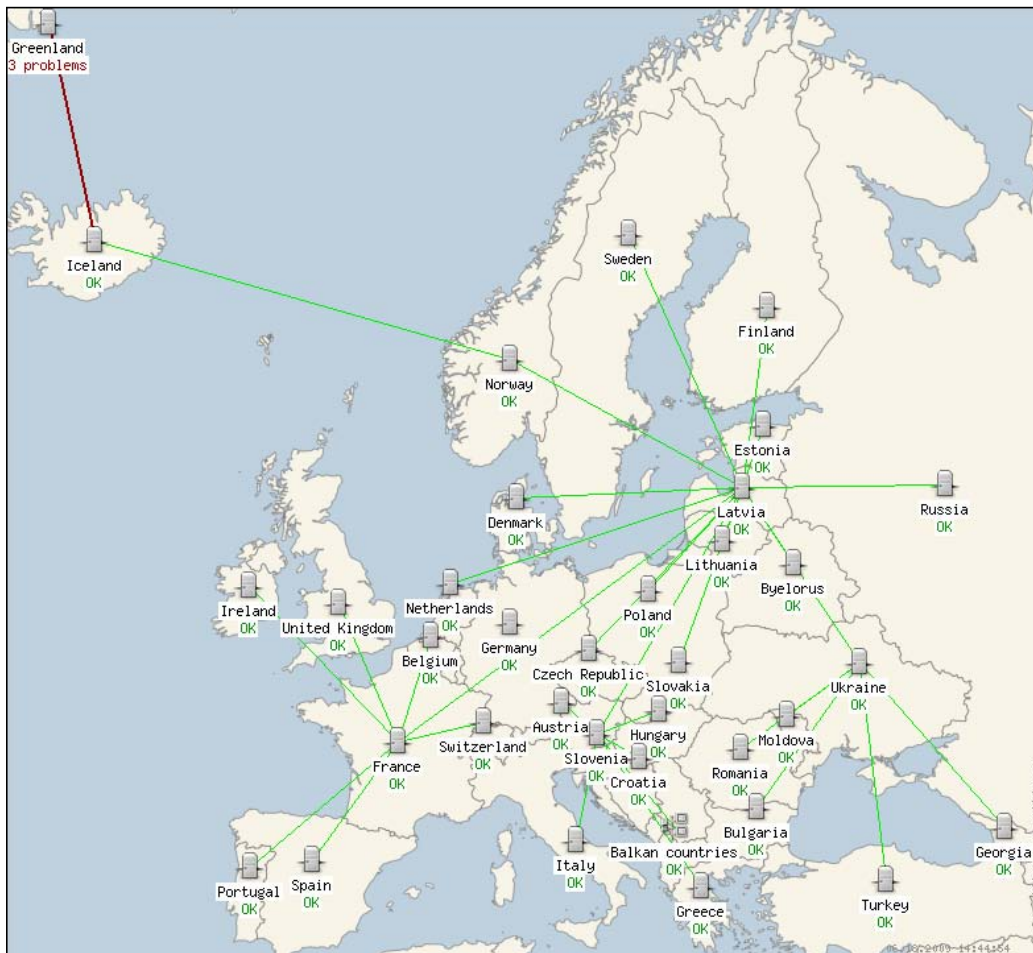 Greenland
3 problems
Iceland
OK
Sweden
OK
Finland
OK
Norway
OK
Estonia
OK
Latvia
OK
Russia
OK
Denmark
OK
Lithuania
OK
Byelorus
OK
Ireland
OK
United Kingdom
OK
Netherlands
OK
Poland
OK
Germany
OK
Belgium
OK
Czech Republic
OK
Slovakia
OK
Ukraine
OK
Austria
OK
Hungary
OK
Moldova
OK
Switzerland
OK
Slovenia
OK
France
OK
Croatia
OK
Romania
OK
Bulgaria
OK
Balkan countries
OK
Georgia
OK
Italy
OK
Spain
OK
Portugal
OK
Greece
OK
Turkey
OK